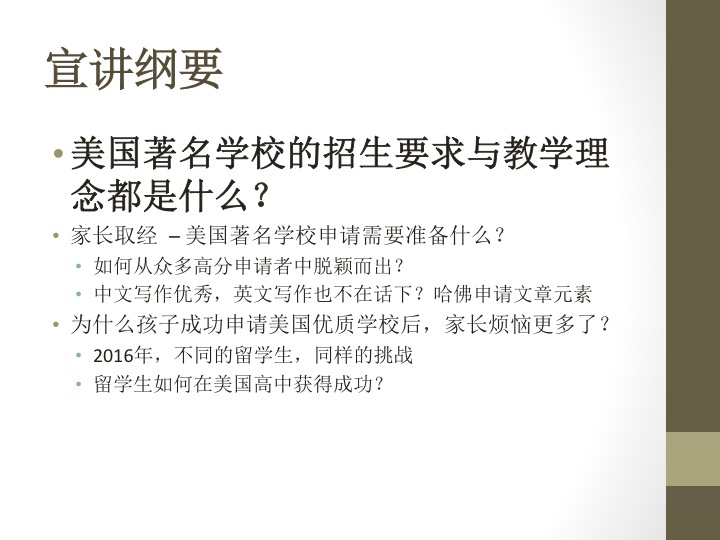 宣讲纲要
• 美国著名学校的招生要求与教学理
念都是什么？
• 家长取经 – 美国著名学校申请需要准备什么？
• 如何从众多高分申请者中脱颖而出？
• 中文写作优秀，英文写作也不在话下？哈佛申请文章元素
• 为什么孩子成功申请美国优质学校后，家长烦恼更多了？
• 2016年，不同的留学生，同样的挑战
• 留学生如何在美国高中获得成功？